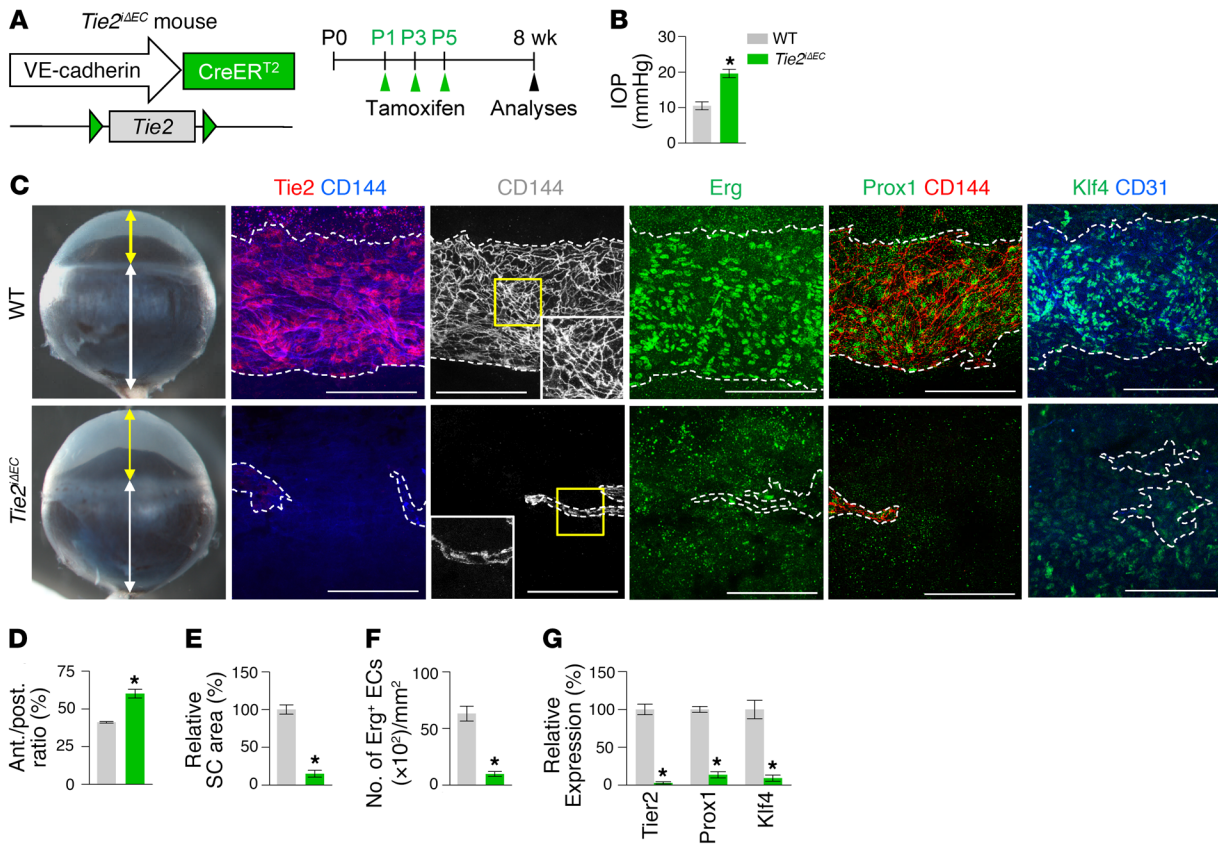 A
Tie2iΔEC mouse
VE-cadherin
CreERT2
Tie2
P0 P1 P3 P5 8 wk
Tamoxifen Analyses
B
IOP
(mmHg)
30
20
10
0
*
WT
Tie2iΔEC
C
Tie2 CD144
CD144
Erg
Prox1 CD144
Klf4 CD31
WT
Tie2iΔEC
D
Ant./post.
ratio (%)
75
50
25
0
*
E
Relative
SC area (%)
150
100
50
0
*
F
No. of Erg+ ECs
(×102)/mm2
100
50
0
*
G
Relative
Expression (%)
150
100
50
0
* * *
Tier2
Prox1
Klf4